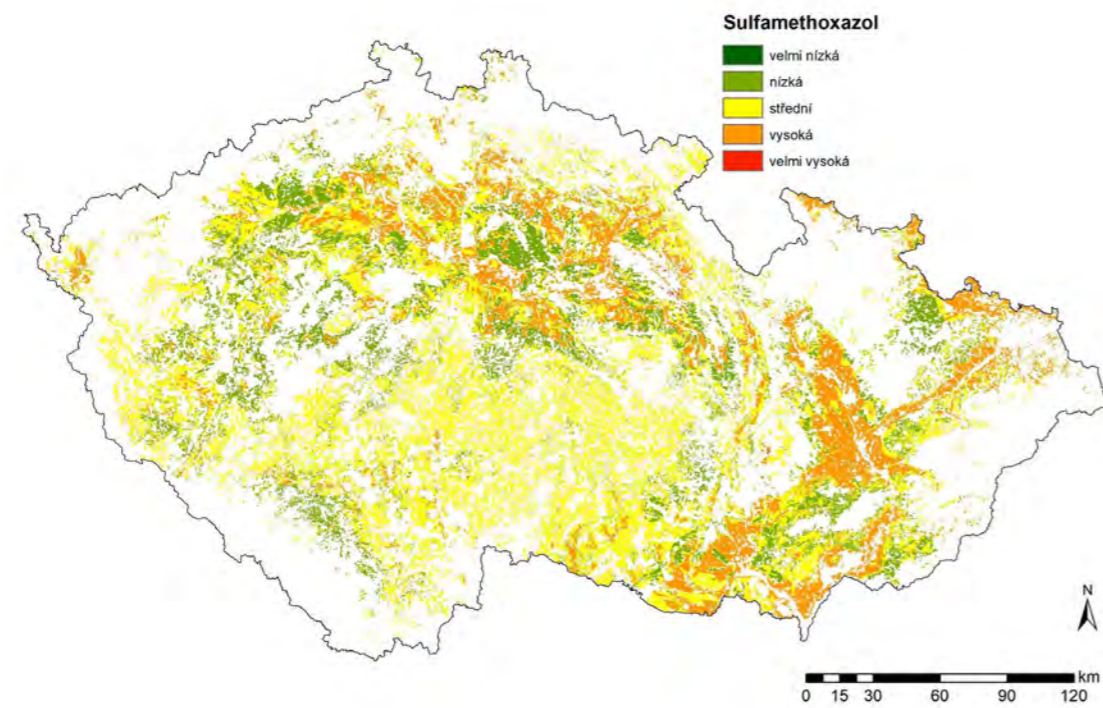 Sulfamethoxazol
velmi nízká
nízká
střední
vysoká
velmi vysoká
N
km
0 15 30 60 90 120